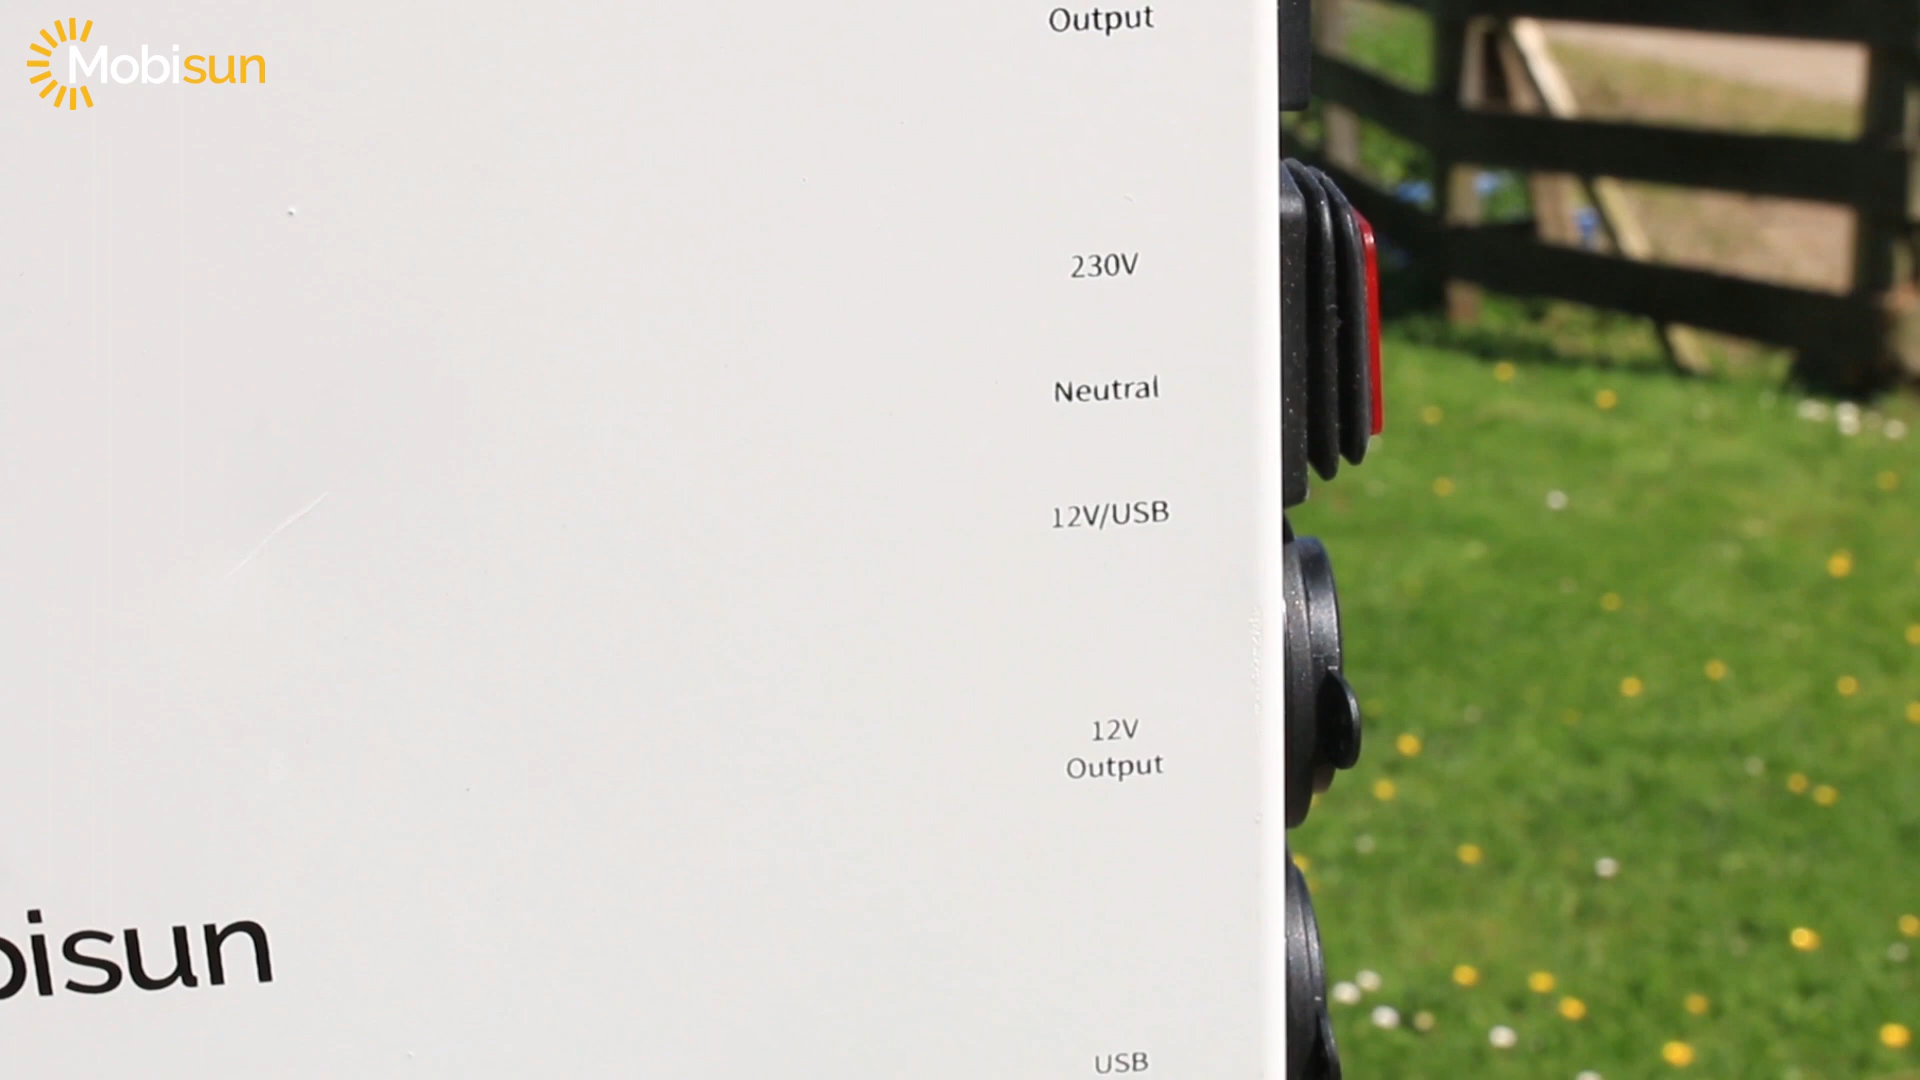 Mobisun
Output
230V
Neutral
12V/USB
12V
Output
bisun
USB